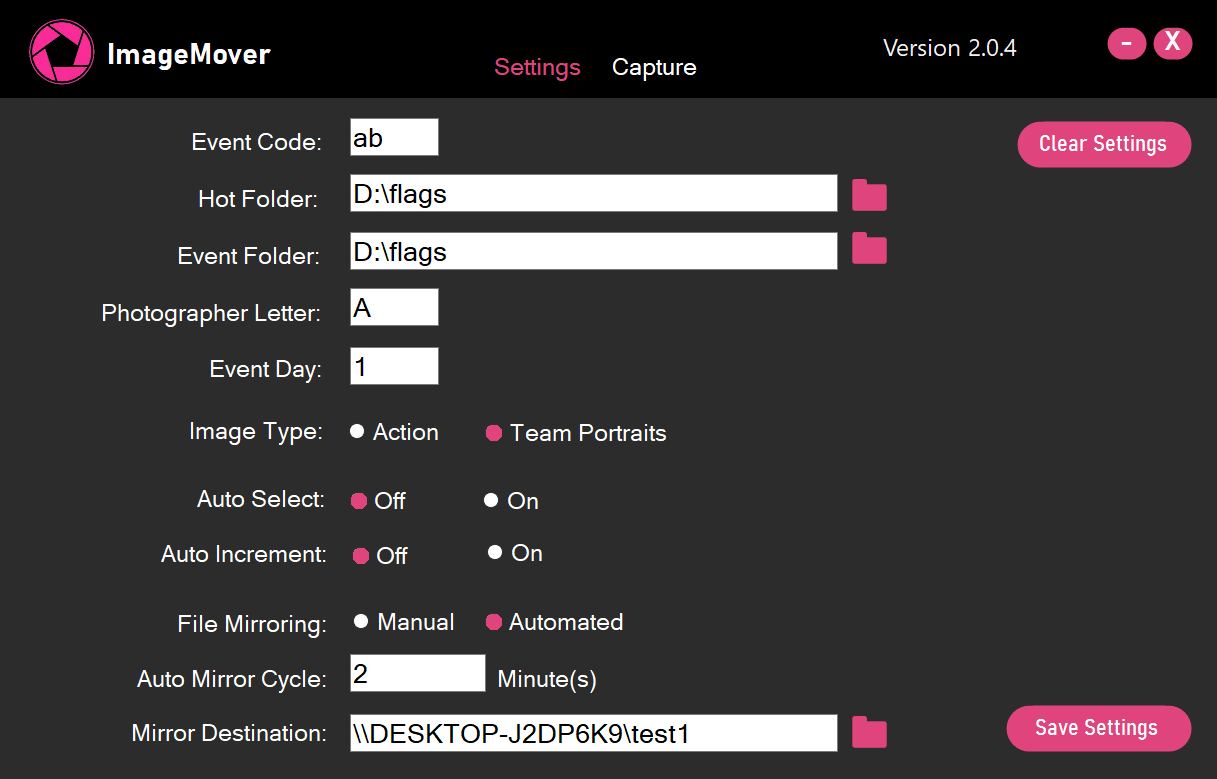 ImageMover
Settings Capture
Version 2.0.4
- X
Event Code: ab
Clear Settings
Hot Folder: D:\flags
Event Folder: D:\flags
Photographer Letter: A
Event Day: 1
Image Type: Action Team Portraits
Auto Select: Off On
Auto Increment: Off On
File Mirroring: Manual Automated
Auto Mirror Cycle: 2 Minute(s)
Mirror Destination: \\DESKTOP-J2DP6K9\test1
Save Settings